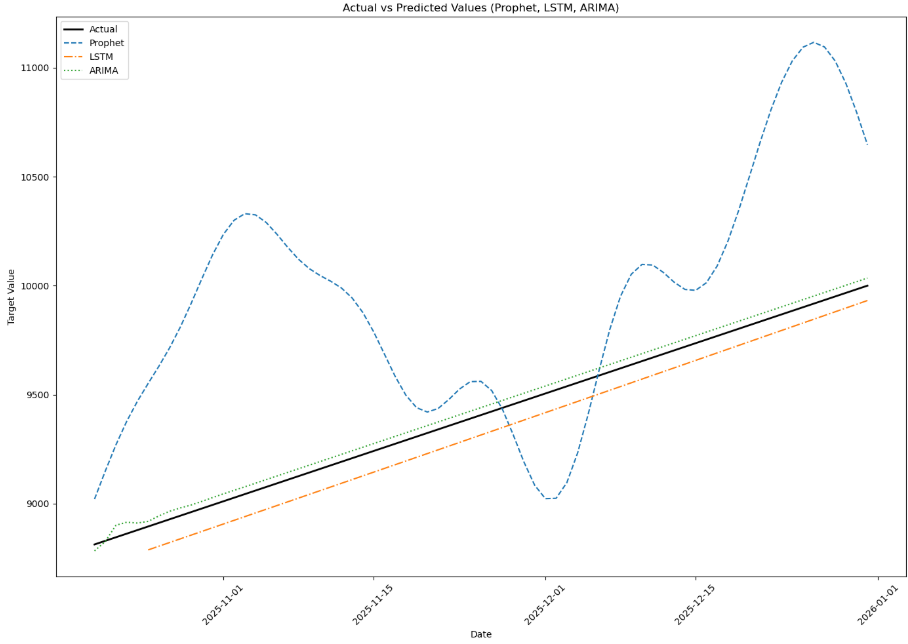 Actual vs Predicted Values (Prophet, LSTM, ARIMA)
Actual
Prophet
LSTM
ARIMA
Target Value
11000
10500
10000
9500
9000
2025-11-01
2025-11-15
2025-12-01
2025-12-15
2026-01-01
Date